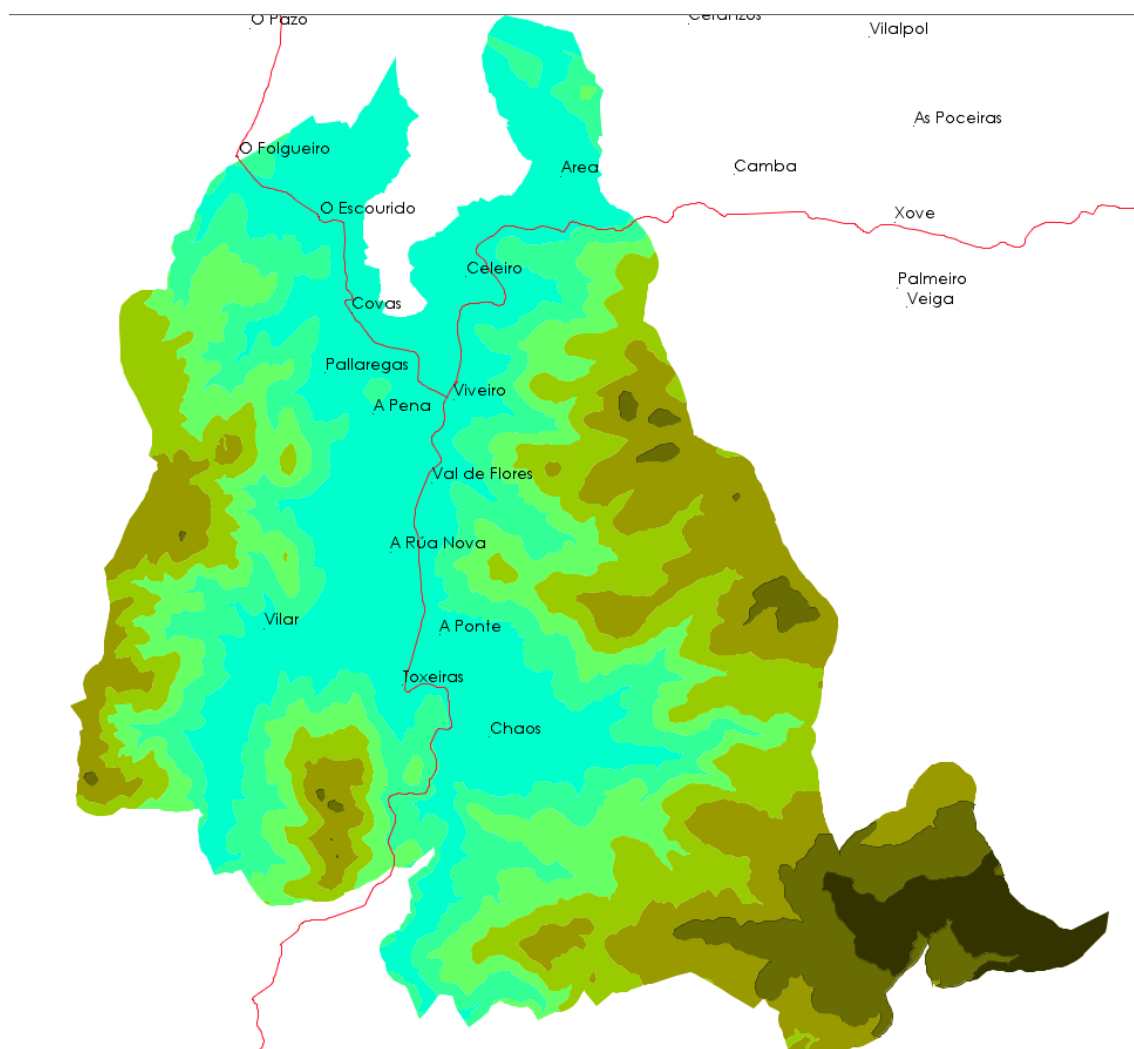 O Pazo
Ceranzos
Vilalpol
As Poceiras
O Folgueiro
Area
Camba
O Escourido
Xove
Celeiro
Palmeiro
Veiga
Covas
Pallaregas
Viveiro
A Pena
Val de Flores
A Rúa Nova
Vilar
A Ponte
Toxeiras
Chaos